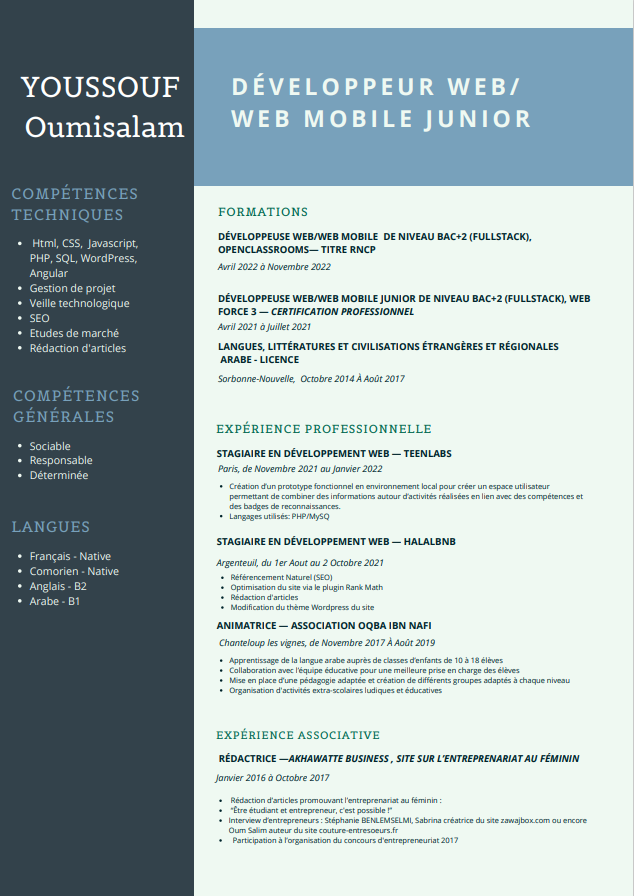 YOUSSOUF
Oumisalam
DÉVELOPPEUR WEB/
WEB MOBILE JUNIOR
COMPÉTENCES
TECHNIQUES
• Html, CSS, Javascript,
PHP, SQL, WordPress,
Angular
• Gestion de projet
• Veille technologique
• SEO
• Etudes de marché
• Rédaction d'articles
COMPÉTENCES
GÉNÉRALES
• Sociable
• Responsable
• Déterminée
LANGUES
• Français - Native
• Comorien - Native
• Anglais - B2
• Arabe - B1
FORMATIONS
DÉVELOPPEUSE WEB/WEB MOBILE DE NIVEAU BAC+2 (FULLSTACK),
OPENCLASSROOMS— TITRE RNCP
Avril 2022 à Novembre 2022
DÉVELOPPEUSE WEB/WEB MOBILE JUNIOR DE NIVEAU BAC+2 (FULLSTACK), WEB
FORCE 3 — CERTIFICATION PROFESSIONNEL
Avril 2021 à Juillet 2021
LANGUES, LITTÉRATURES ET CIVILISATIONS ÉTRANGÈRES ET RÉGIONALES
ARABE - LICENCE
Sorbonne-Nouvelle, Octobre 2014 À Août 2017
EXPÉRIENCE PROFESSIONNELLE
STAGIAIRE EN DÉVELOPPEMENT WEB — TEENLABS
Paris, de Novembre 2021 au Janvier 2022
• Création d'un prototype fonctionnel en environnement local pour créer un espace utilisateur
permettant de combiner des informations autour d'activités réalisées en lien avec des compétences et
des badges de reconnaissances.
• Langages utilisés: PHP/MySQ
STAGIAIRE EN DÉVELOPPEMENT WEB — HALALBNB
Argenteuil, du 1er Aout au 2 Octobre 2021
• Référencement Naturel (SEO)
• Optimisation du site via le plugin Rank Math
• Rédaction d'articles
• Modification du thème Wordpress du site
ANIMATRICE — ASSOCIATION OQBA IBN NAFI
Chanteloup les vignes, de Novembre 2017 À Août 2019
• Apprentissage de la langue arabe auprès de classes d'enfants de 10 à 18 élèves
• Collaboration avec l'équipe éducative pour une meilleure prise en charge des élèves
• Mise en place d'une pédagogie adaptée et création de différents groupes adaptés à chaque niveau
• Organisation d'activités extra-scolaires ludiques et éducatives
EXPÉRIENCE ASSOCIATIVE
RÉDACTRICE —AKHAWATTE BUSINESS , SITE SUR L'ENTREPRENARIAT AU FÉMININ
Janvier 2016 à Octobre 2017
• Rédaction d'articles promouvant l'entreprenariat au féminin :
• "Être étudiant et entrepreneur, c'est possible !"
• Interview d'entrepreneurs : Stéphanie BENLEMSELMI, Sabrina créatrice du site zawajbox.com ou encore
Oum Salim auteur du site couture-entresoeurs.fr
• Participation à l'organisation du concours d'entrepreneuriat 2017